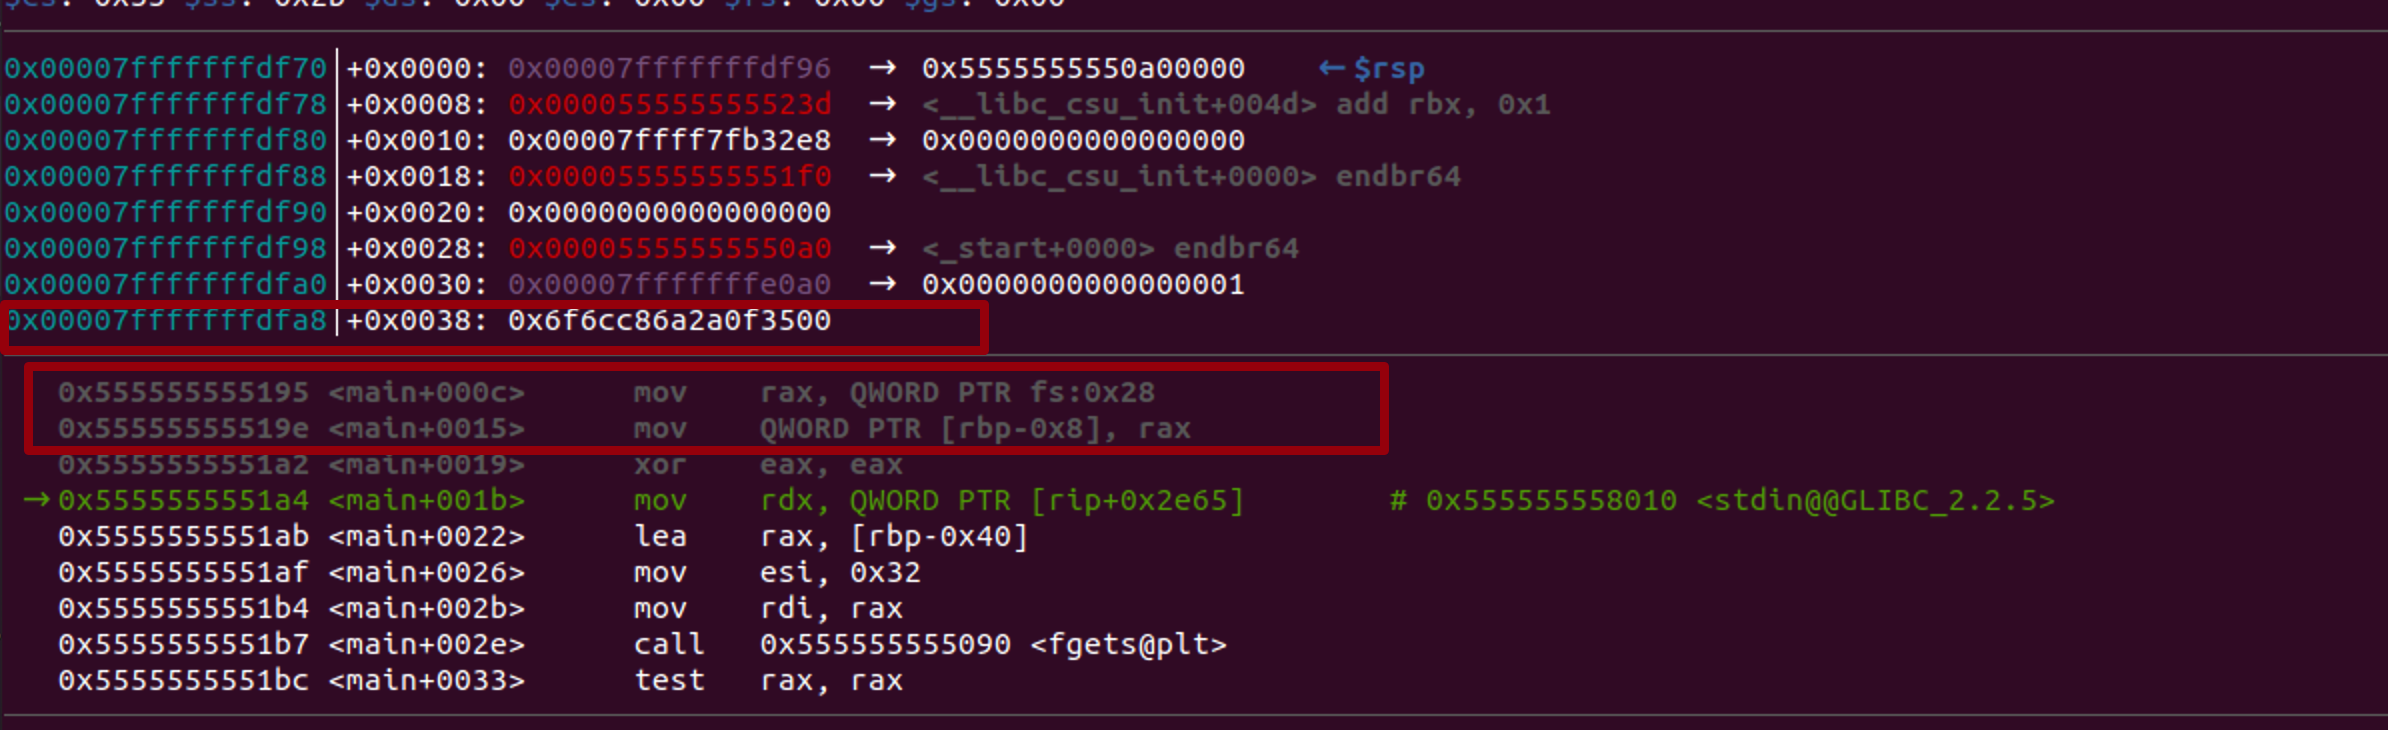 $cs: 0x33 $ss: 0x2b $ds: 0x00 $es: 0x00 $fs: 0x00 $gs: 0x00
0x00007fffffffdf70│+0x0000: 0x00007fffffffdf96 → 0x5555555550a00000 ← $rsp
0x00007fffffffdf78│+0x0008: 0x000055555555523d → <__libc_csu_init+004d> add rbx, 0x1
0x00007fffffffdf80│+0x0010: 0x00007ffff7fb32e8 → 0x0000000000000000
0x00007fffffffdf88│+0x0018: 0x00005555555551f0 → <__libc_csu_init+0000> endbr64
0x00007fffffffdf90│+0x0020: 0x0000000000000000
0x00007fffffffdf98│+0x0028: 0x00005555555550a0 → <_start+0000> endbr64
0x00007fffffffdfa0│+0x0030: 0x00007fffffffe0a0 → 0x0000000000000001
0x00007fffffffdfa8│+0x0038: 0x6f6cc86a2a0f3500
0x555555555195 <main+000c> mov rax, QWORD PTR fs:0x28
0x55555555519e <main+0015> mov QWORD PTR [rbp-0x8], rax
0x5555555551a2 <main+0019> xor eax, eax
→ 0x5555555551a4 <main+001b> mov rdx, QWORD PTR [rip+0x2e65] # 0x555555558010 <stdin@@GLIBC_2.2.5>
0x5555555551ab <main+0022> lea rax, [rbp-0x40]
0x5555555551af <main+0026> mov esi, 0x32
0x5555555551b4 <main+002b> mov rdi, rax
0x5555555551b7 <main+002e> call 0x555555555090 <fgets@plt>
0x5555555551bc <main+0033> test rax, rax